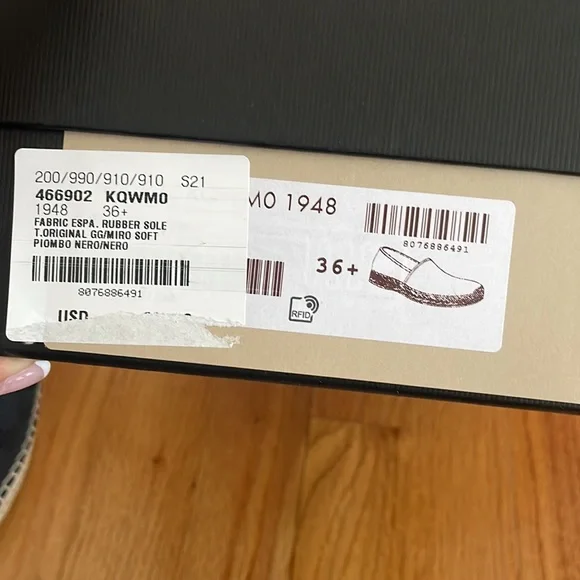 200/990/910/910 S21
466902 KQWM0
1948 36+
FABRIC ESPA. RUBBER SOLE
T.ORIGINAL GG/MIRO SOFT
PIOMBO NERO/NERO
8076886491
USD
M0 1948
8076886491
36+
RFID